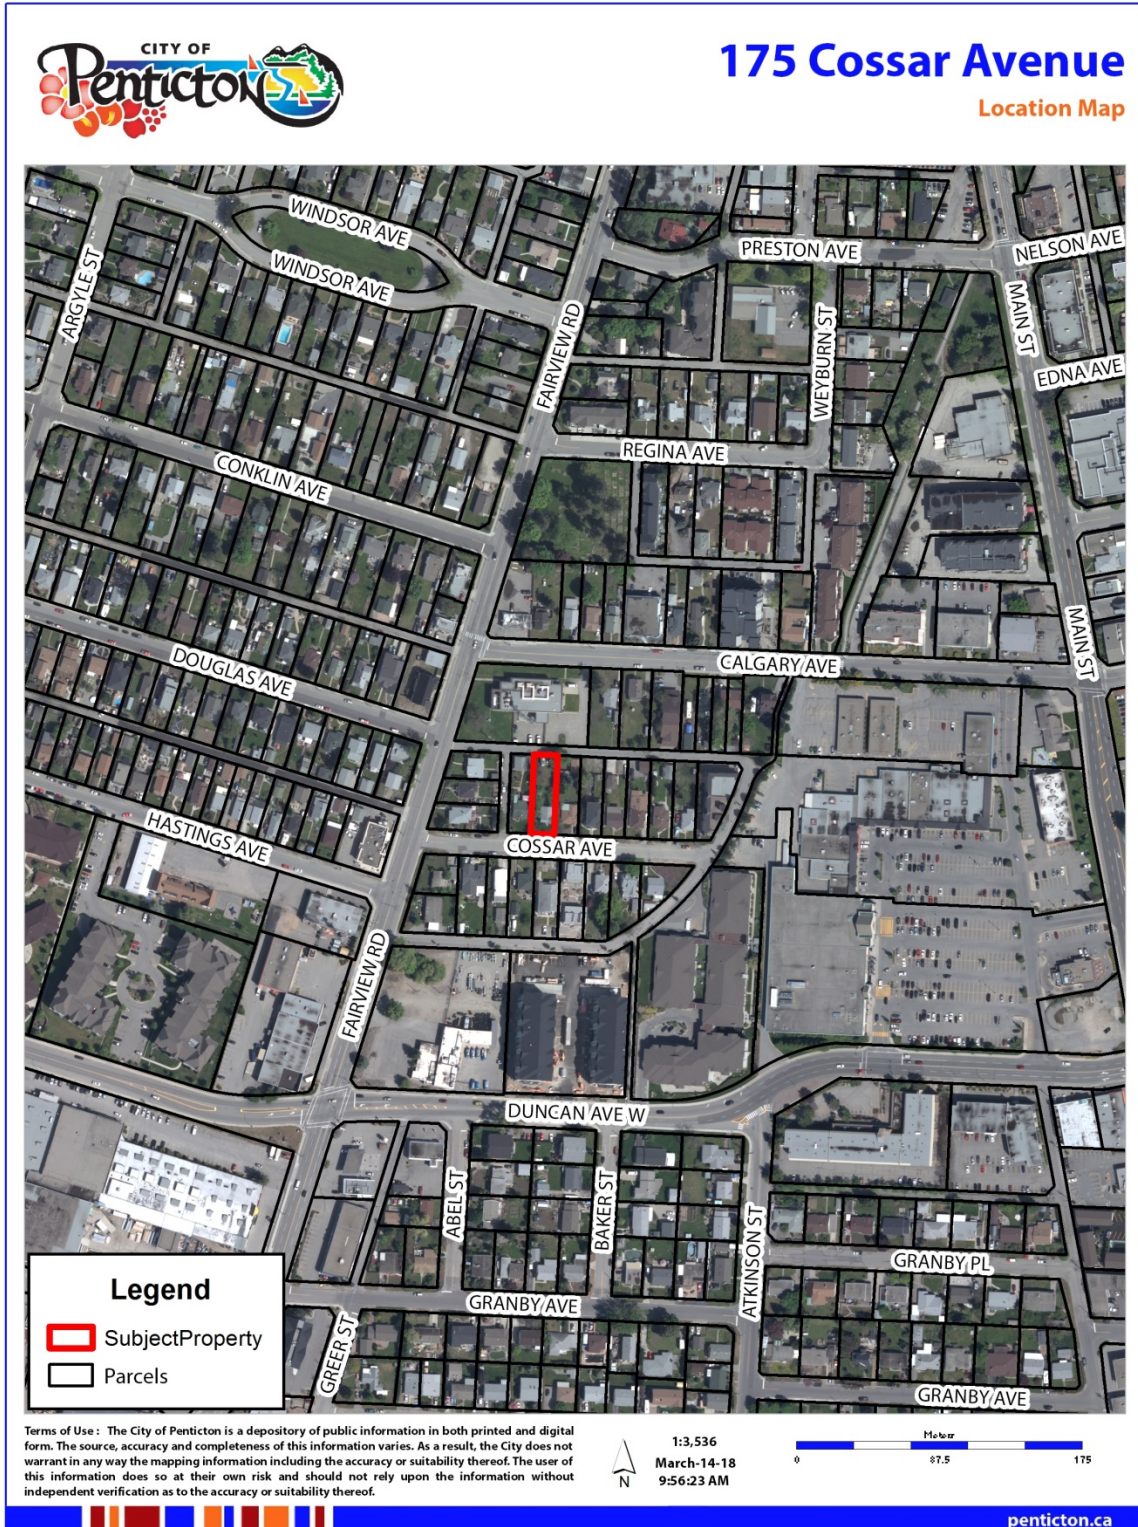 CITY OF
Penticton
175 Cossar Avenue
Location Map
WINDSOR AVE
WINDSOR AVE
ARGYLE ST
FAIRVIEW RD
PRESTON AVE
NELSON AVE
MAIN ST
WEYBURN ST
EDNA AVE
REGINA AVE
CONKLIN AVE
DOUGLAS AVE
CALGARY AVE
MAIN ST
HASTINGS AVE
COSSAR AVE
FAIRVIEW RD
DUNCAN AVE W
ABEL ST
BAKER ST
ATKINSON ST
GRANBY PL
GRANBY AVE
GREER ST
GRANBY AVE
Legend
SubjectProperty
Parcels
Terms of Use : The City of Penticton is a depository of public information in both printed and digital
form. The source, accuracy and completeness of this information varies. As a result, the City does not
warrant in any way the mapping information including the accuracy or suitability thereof. The user of
this information does so at their own risk and should not rely upon the information without
independent verification as to the accuracy or suitability thereof.
N
1:3,536
March-14-18
9:56:23 AM
Meters
0 87.5 175
penticton.ca